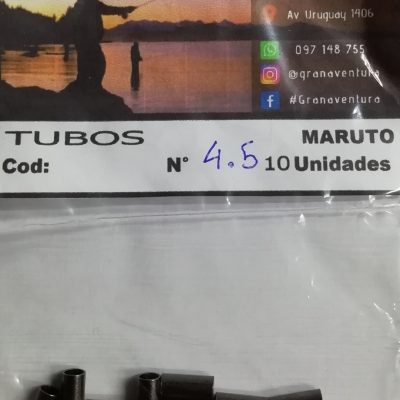 Av. Uruguay 1406
097 148 755
@granaventura
#Granaventura
TUBOS MARUTO
Cod: N° 4.5 10 Unidades